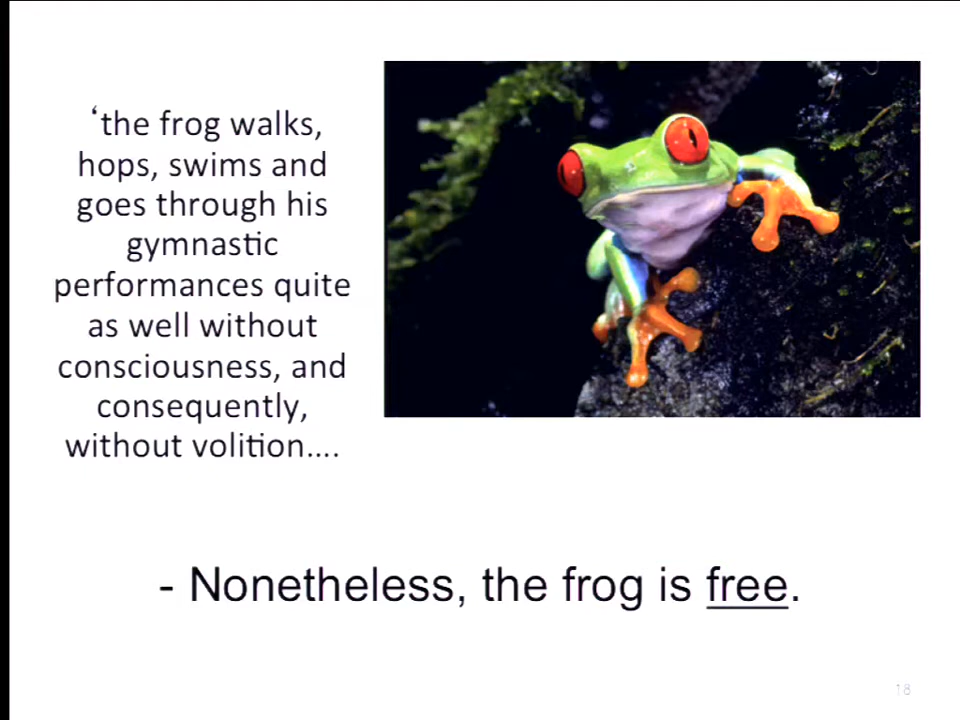 ‘the frog walks,
hops, swims and
goes through his
gymnastic
performances quite
as well without
consciousness, and
consequently,
without volition....
- Nonetheless, the frog is free.
18